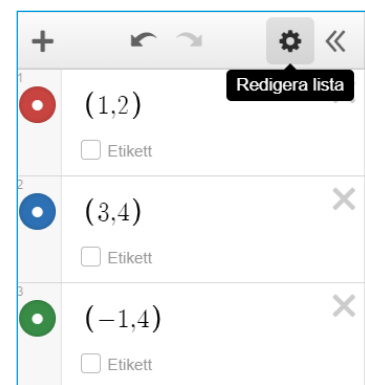 Redigera lista
1
(1,2)
Etikett
2
(3,4)
Etikett
3
(−1,4)
Etikett